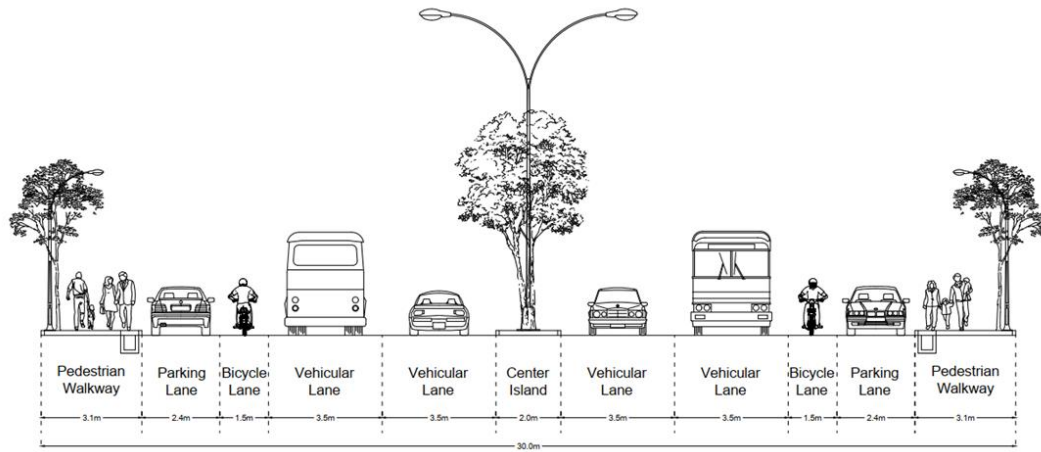 Pedestrian Walkway
Parking Lane
Bicycle Lane
Vehicular Lane
Vehicular Lane
Center Island
Vehicular Lane
Vehicular Lane
Bicycle Lane
Parking Lane
Pedestrian Walkway
3.1m 2.4m 1.5m 3.5m 3.5m 2.0m 3.5m 3.5m 1.5m 2.4m 3.1m
30.0m